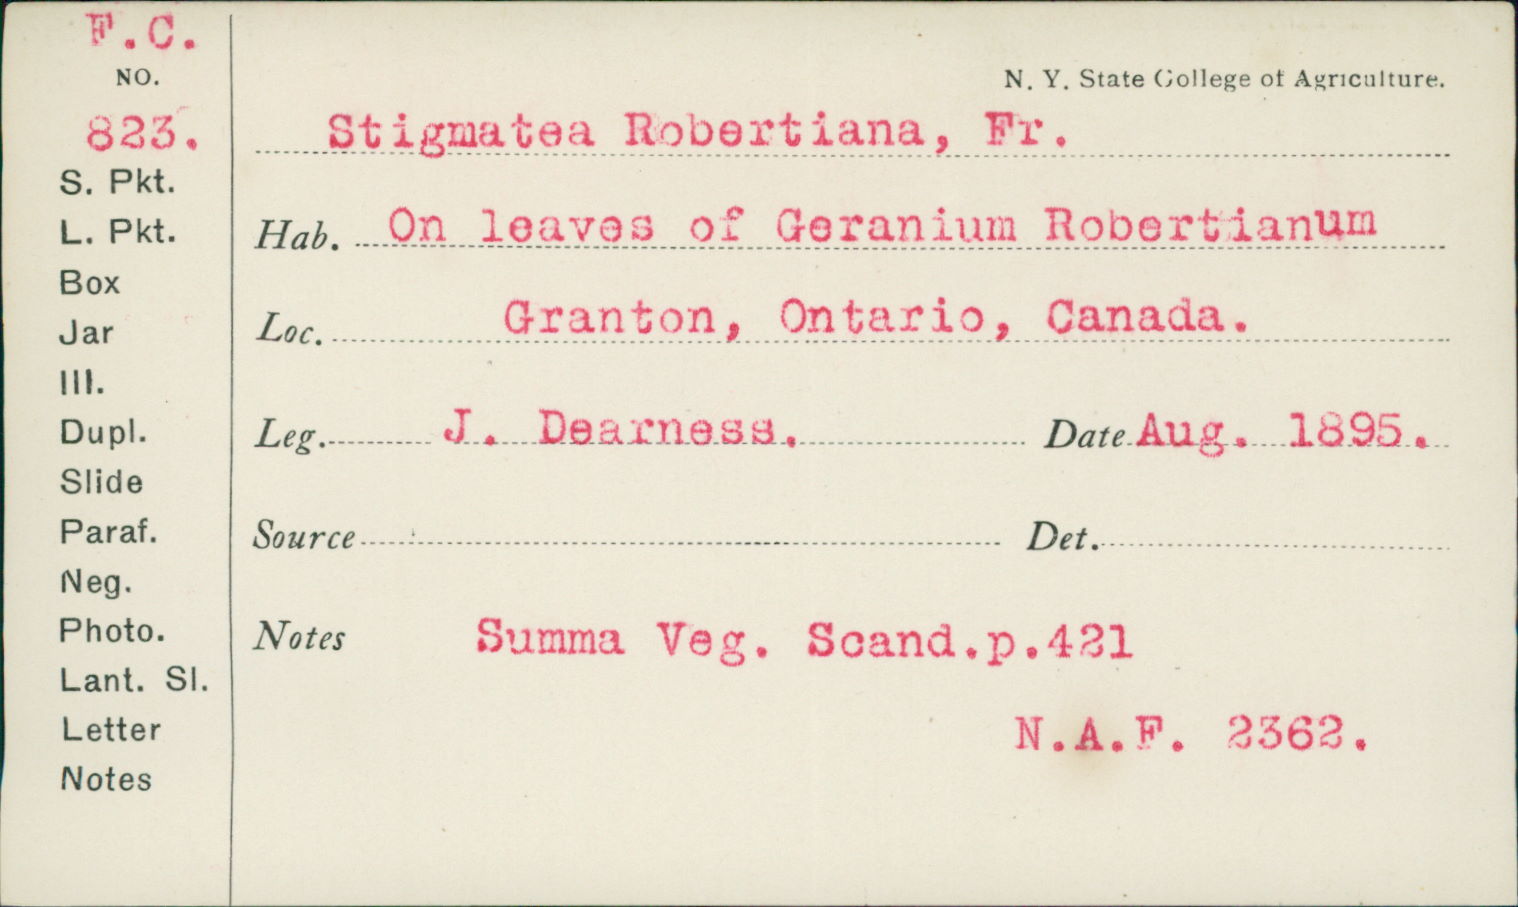 F.C.
NO.
823.
S. Pkt.
L. Pkt.
Box
Jar
Ill.
Dupl.
Slide
Paraf.
Neg.
Photo.
Lant. Sl.
Letter
Notes
N. Y. State College of Agriculture.
Stigmatea Robertiana, Fr.
Hab. On leaves of Geranium Robertianum
Loc. Granton, Ontario, Canada.
Leg. J. Dearness. Date Aug. 1895.
Source Det.
Notes Summa Veg. Scand.p.421
N.A.F. 2362.